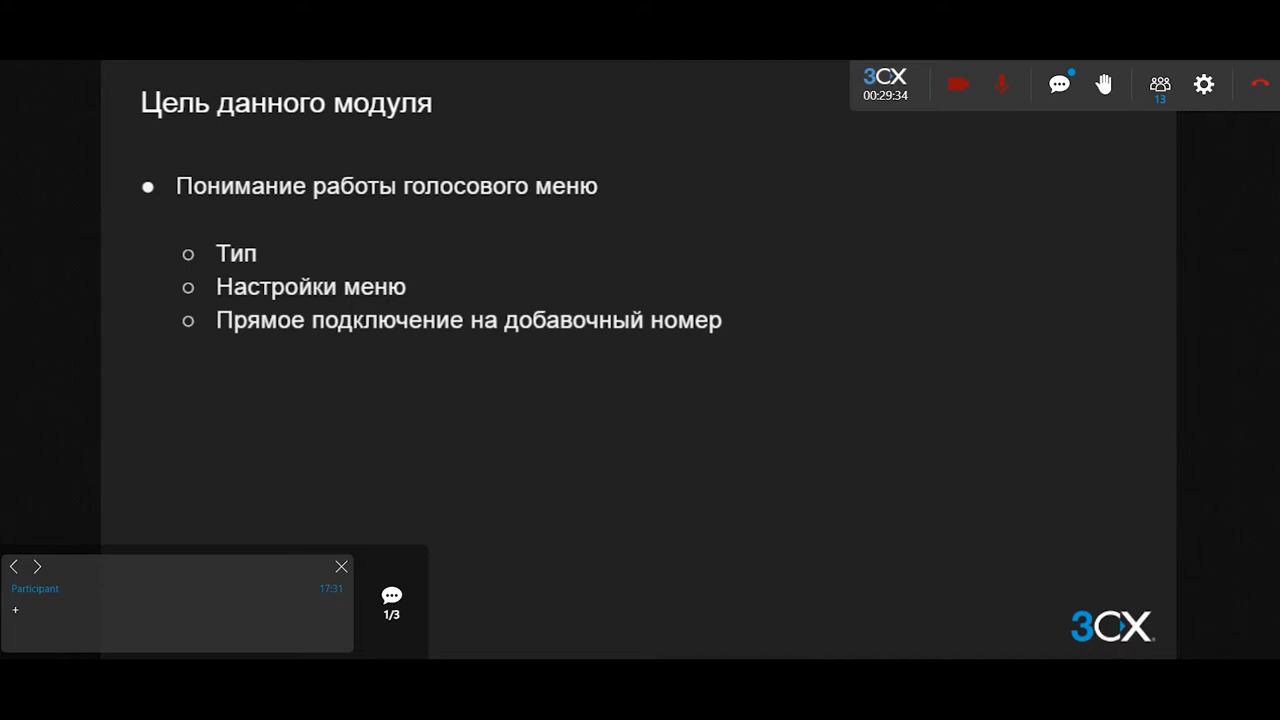 3CX
00:29:34
13
Цель данного модуля
● Понимание работы голосового меню
○ Тип
○ Настройки меню
○ Прямое подключение на добавочный номер
Participant 17:31
+
1/3
3CX